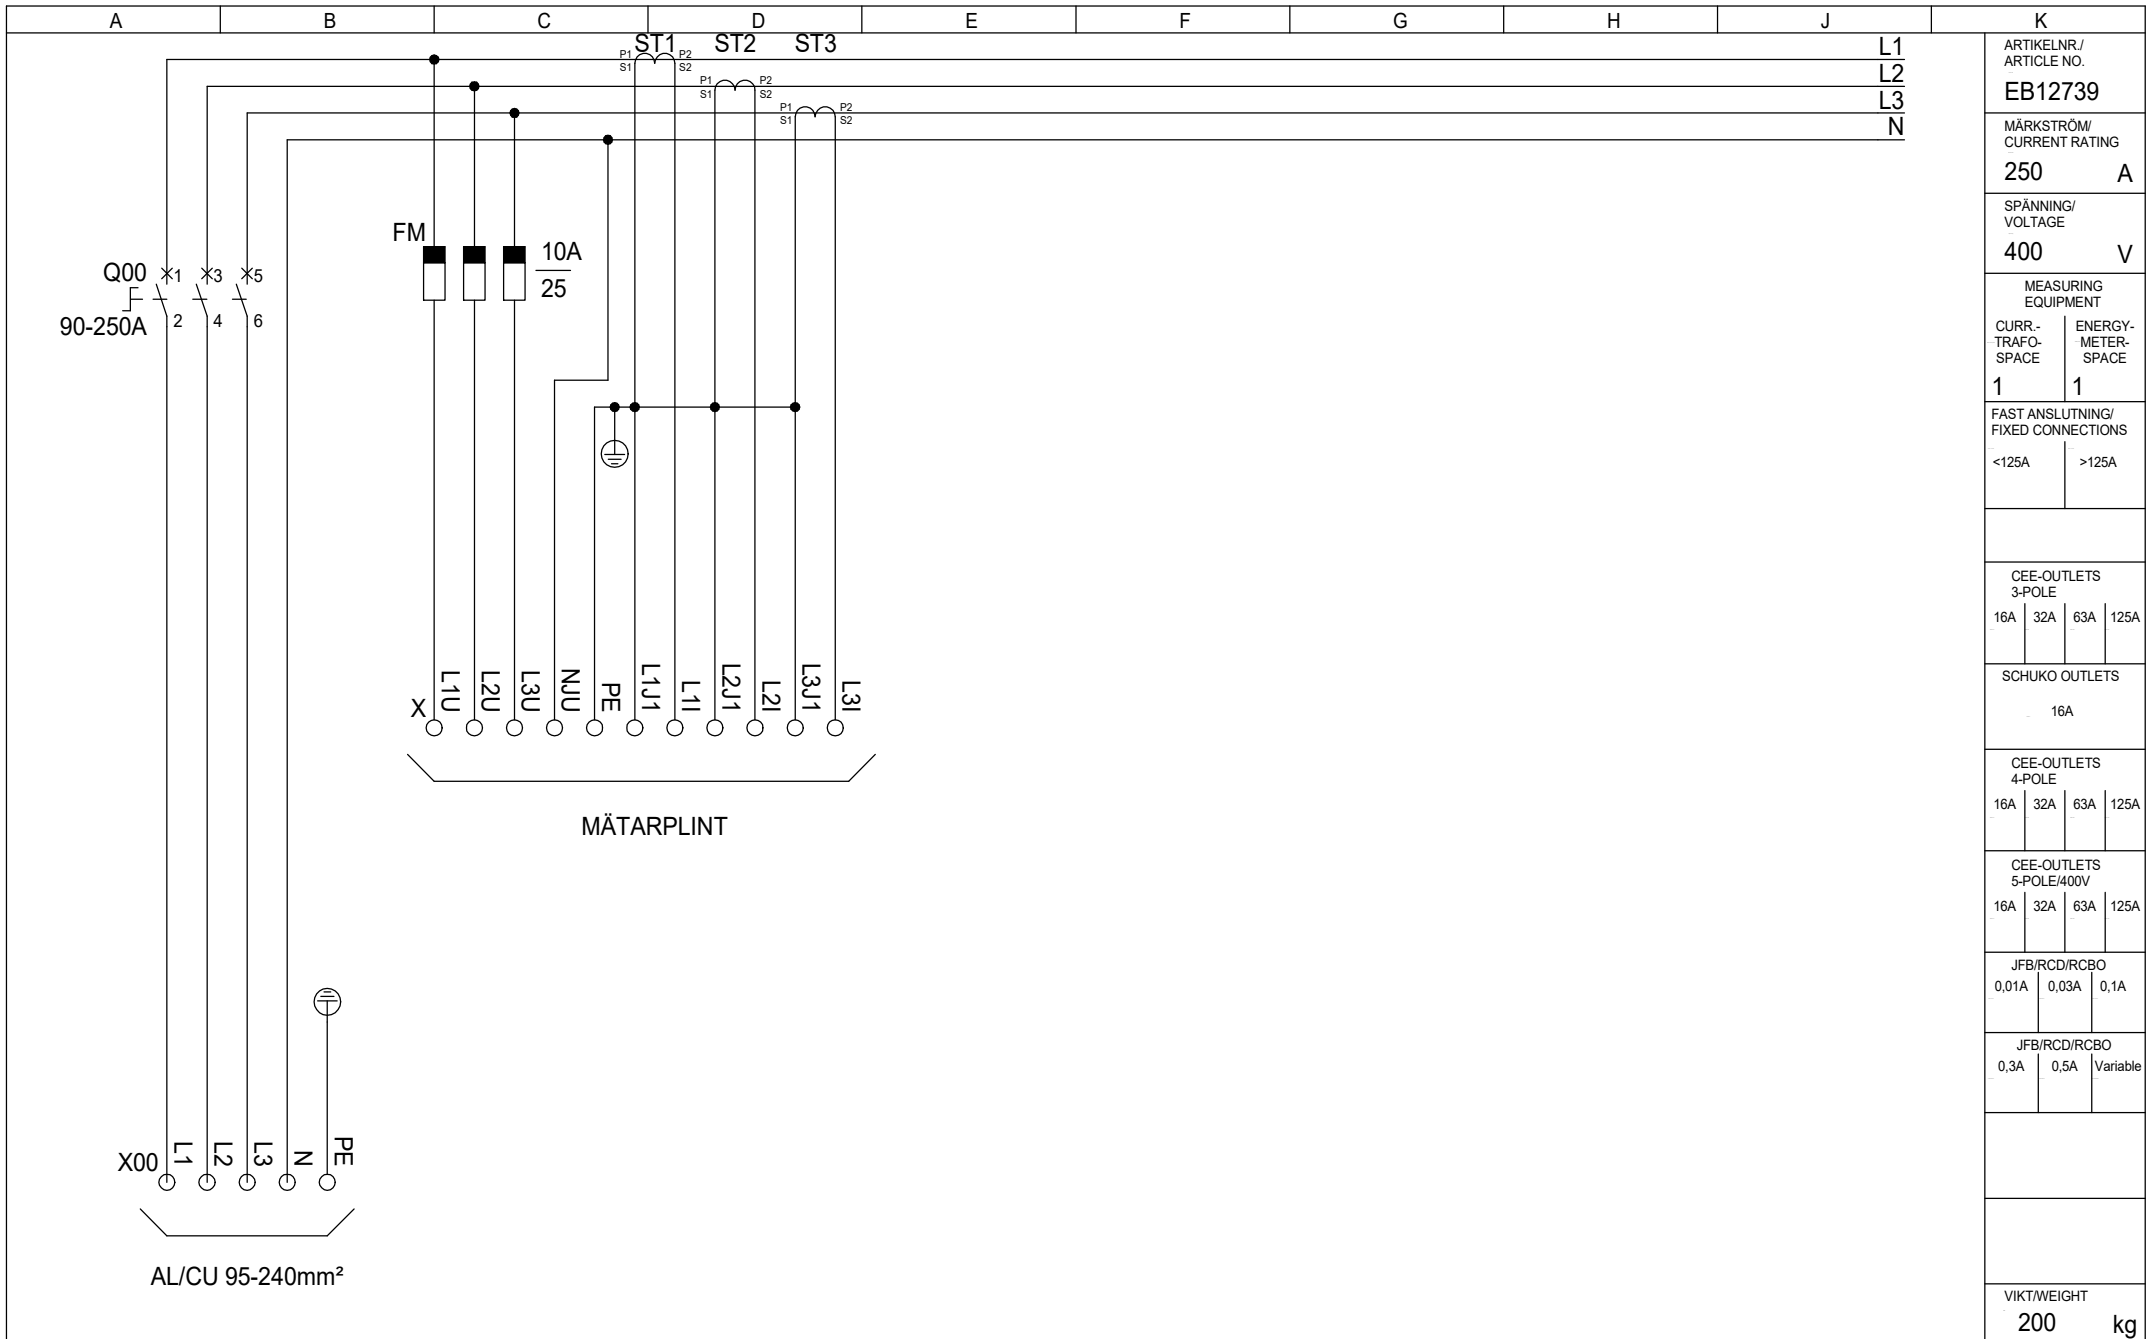 A B C D E F G H J K
ST1 ST2 ST3
P1 P2
S1 S2
P1 P2
S1 S2
P1 P2
S1 S2
L1
L2
L3
N
FM
10A
25
Q00 1 3 5
2 4 6
90-250A
X L1U L2U L3U NJU PE L1J1 L1I L2J1 L2I L3J1 L3I
MÄTARPLINT
X00 L1 L2 L3 N PE
AL/CU 95-240mm²
ARTIKELNR./
ARTICLE NO.
EB12739
MÄRKSTRÖM/
CURRENT RATING
250 A
SPÄNNING/
VOLTAGE
400 V
MEASURING
EQUIPMENT
CURR.-
TRAFO-
SPACE
1
ENERGY-
METER-
SPACE
1
FAST ANSLUTNING/
FIXED CONNECTIONS
<125A >125A
CEE-OUTLETS
3-POLE
16A 32A 63A 125A
SCHUKO OUTLETS
16A
CEE-OUTLETS
4-POLE
16A 32A 63A 125A
CEE-OUTLETS
5-POLE/400V
16A 32A 63A 125A
JFB/RCD/RCBO
0,01A 0,03A 0,1A
JFB/RCD/RCBO
0,3A 0,5A Variable
VIKT/WEIGHT
200 kg